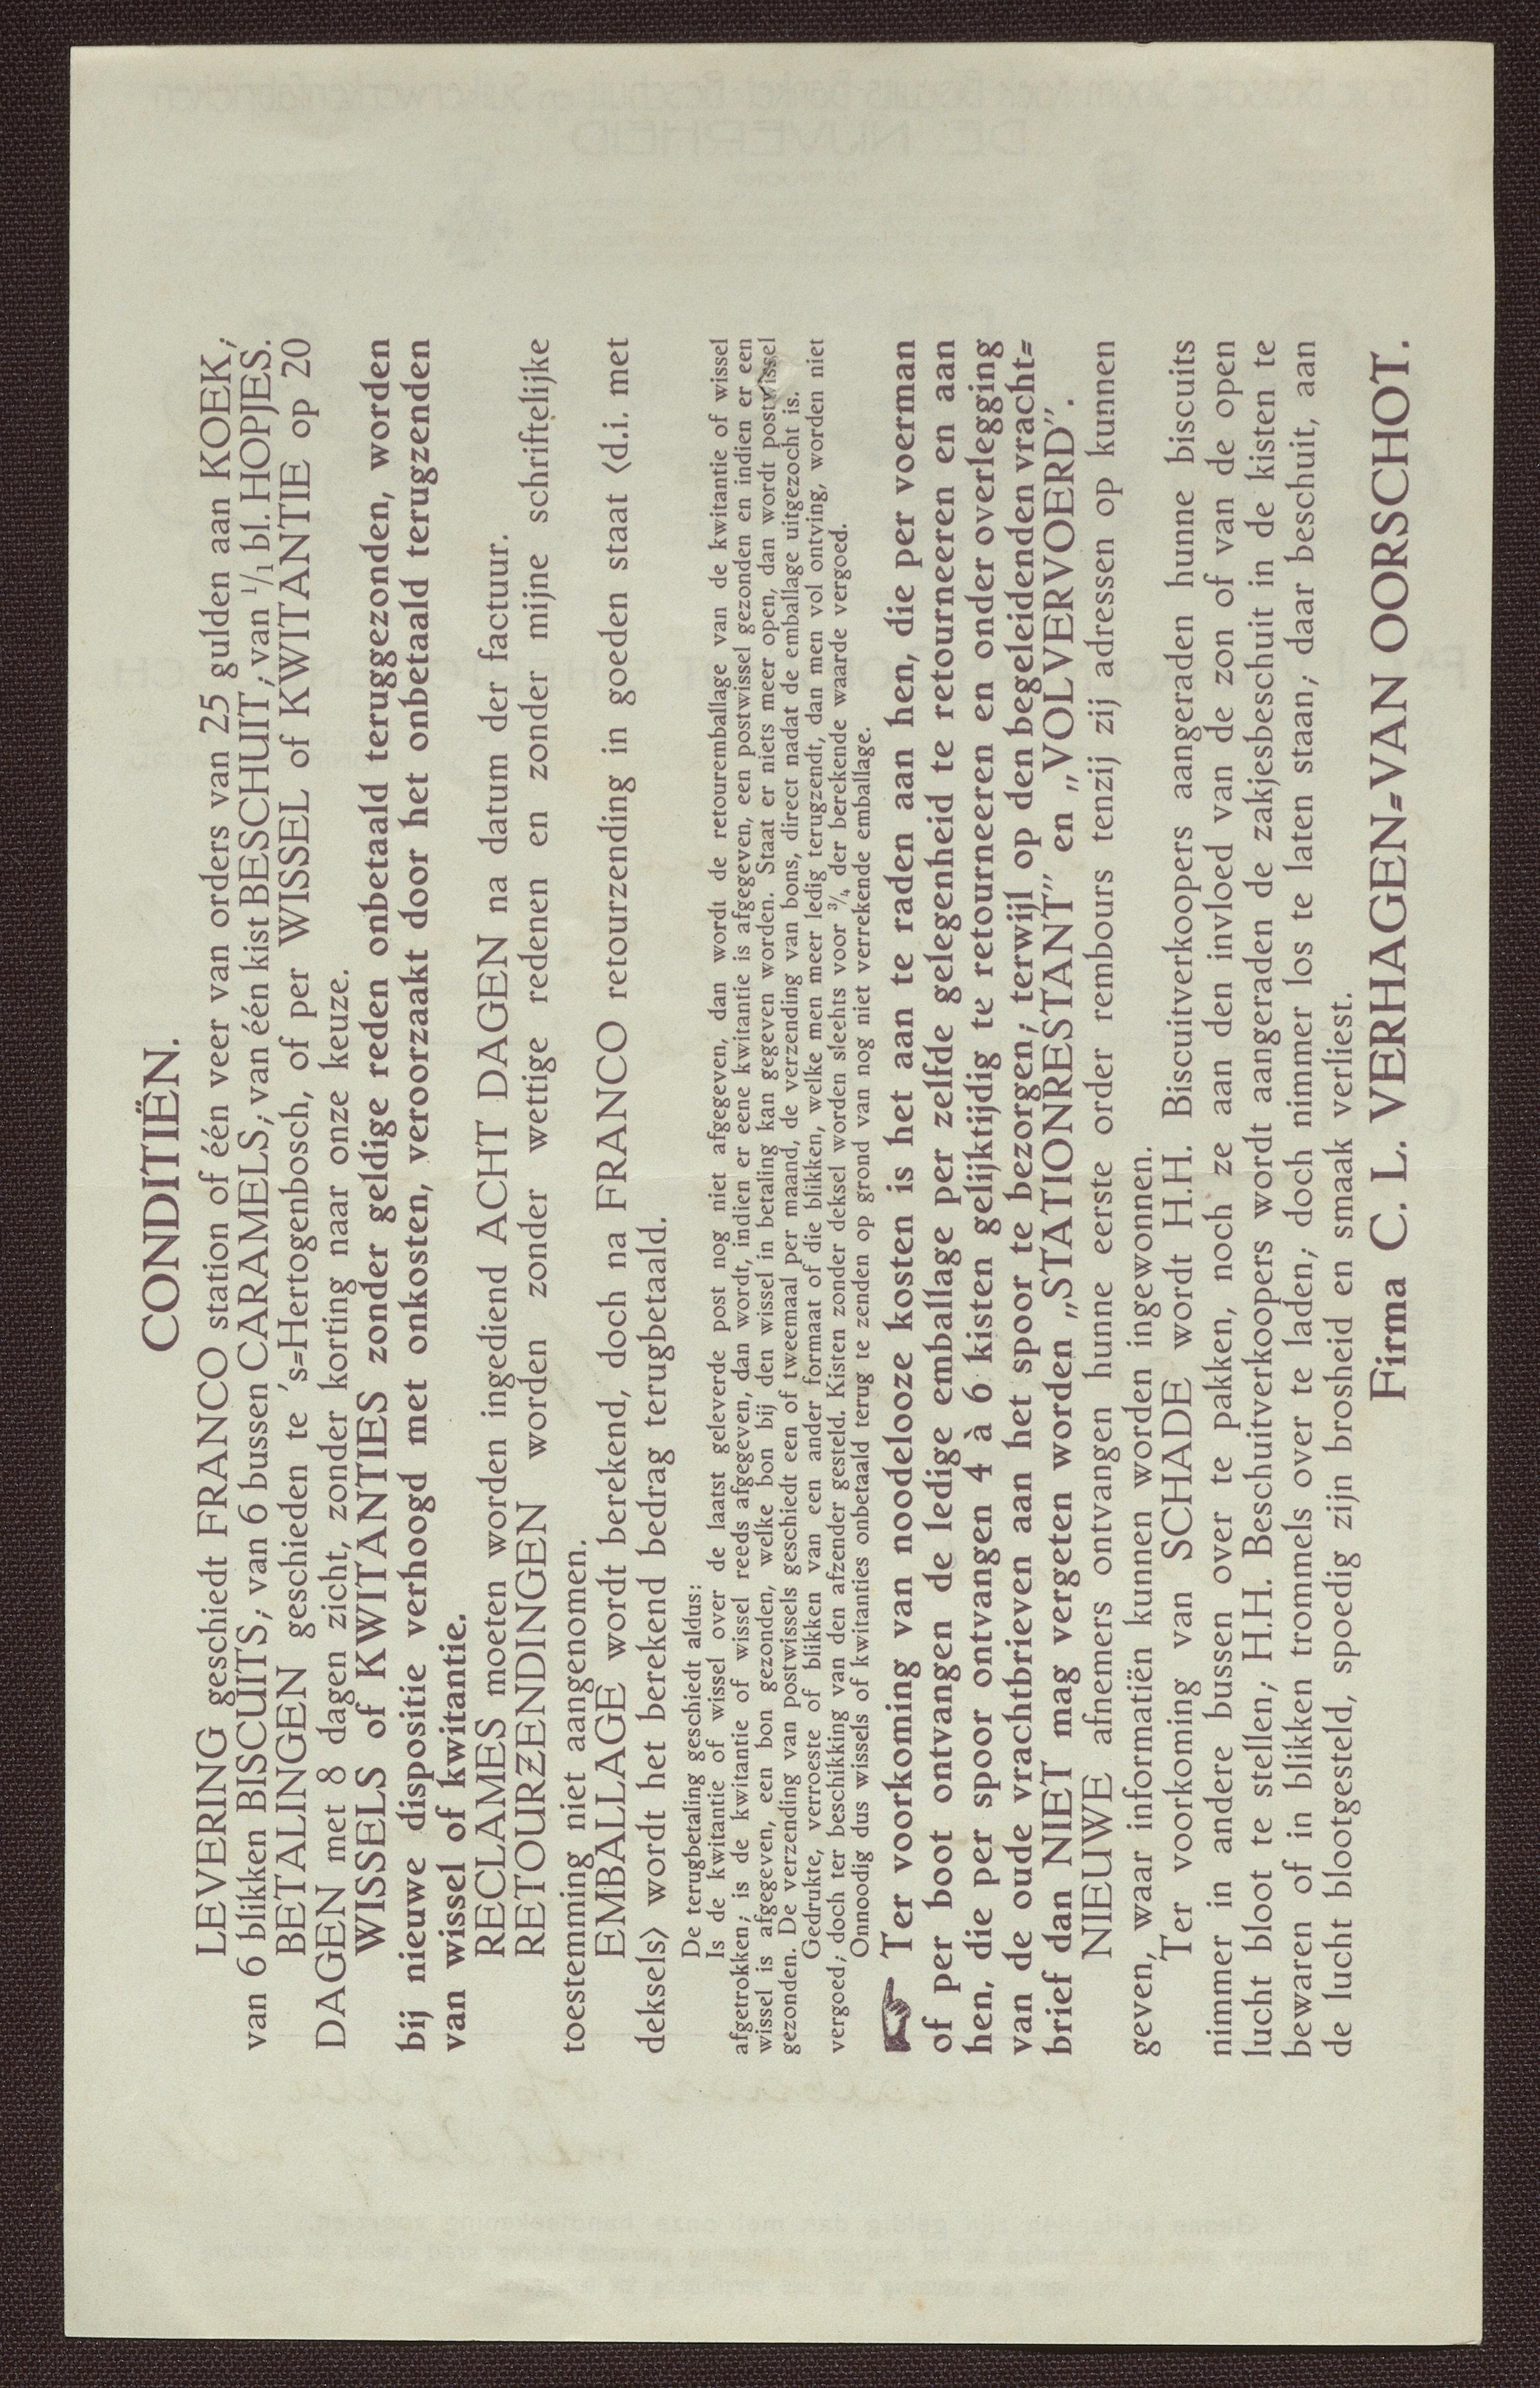 CONDITIËN.
LEVERING geschiedt FRANCO station of één veer van orders van 25 gulden aan KOEK;
van 6 blikken BISCUITS; van 6 bussen CARAMELS; van één kist BESCHUIT; van 1/1 bl. HOPJES.
BETALINGEN geschieden te 's=Hertogenbosch, of per WISSEL of KWITANTIE op 20
DAGEN met 8 dagen zicht, zonder korting naar onze keuze.
WISSELS of KWITANTIES zonder geldige reden onbetaald teruggezonden, worden
bij nieuwe dispositie verhoogd met onkosten, veroorzaakt door het onbetaald terugzenden
van wissel of kwitantie.
RECLAMES moeten worden ingediend ACHT DAGEN na datum der factuur.
RETOURZENDINGEN worden zonder wettige redenen en zonder mijne schriftelijke
toestemming niet aangenomen.
EMBALLAGE wordt berekend, doch na FRANCO retourzending in goeden staat (d.i. met
deksels) wordt het berekend bedrag terugbetaald.
De terugbetaling geschiedt aldus:
Is de kwitantie of wissel over de laatst geleverde post nog niet afgegeven, dan wordt de retouremballage van de kwitantie of wissel
afgetrokken; is de kwitantie of wissel reeds afgegeven, dan wordt, indien er eene kwitantie is afgegeven, een postwissel gezonden en indien er een
wissel is afgegeven, een bon gezonden, welke bon bij den wissel in betaling kan gegeven worden. Staat er niets meer open, dan wordt postwissel
gezonden. De verzending van postwissels geschiedt een of tweemaal per maand, de verzending van bons, direct nadat de emballage uitgezocht is.
Gedrukte, verroeste of blikken van een ander formaat of die blikken, welke men meer ledig terugzendt, dan men vol ontving, worden niet
vergoed; doch ter beschikking van den afzender gesteld. Kisten zonder deksel worden sleehts voor 3/4 der berekende waarde vergoed.
Onnoodig dus wissels of kwitanties onbetaald terug te zenden op grond van nog niet verrekende emballage.
Ter voorkoming van noodelooze kosten is het aan te raden aan hen, die per voerman
of per boot ontvangen de ledige emballage per zelfde gelegenheid te retourneeren en aan
hen, die per spoor ontvangen 4 à 6 kisten gelijktijdig te retourneeren en onder overlegging
van de oude vrachtbrieven aan het spoor te bezorgen; terwijl op den begeleidenden vracht=
brief dan NIET mag vergeten worden „STATIONRESTANT” en „VOLVERVOERD”.
NIEUWE afnemers ontvangen hunne eerste order rembours tenzij zij adressen op kunnen
geven, waar informatiën kunnen worden ingewonnen.
Ter voorkoming van SCHADE wordt H.H. Biscuitverkoopers aangeraden hunne biscuits
nimmer in andere bussen over te pakken, noch ze aan den invloed van de zon of van de open
lucht bloot te stellen; H.H. Beschuitverkoopers wordt aangeraden de zakjesbeschuit in de kisten te
bewaren of in blikken trommels over te laden; doch nimmer los te laten staan; daar beschuit, aan
de lucht blootgesteld, spoedig zijn brosheid en smaak verliest.
Firma C. L. VERHAGEN=VAN OORSCHOT.